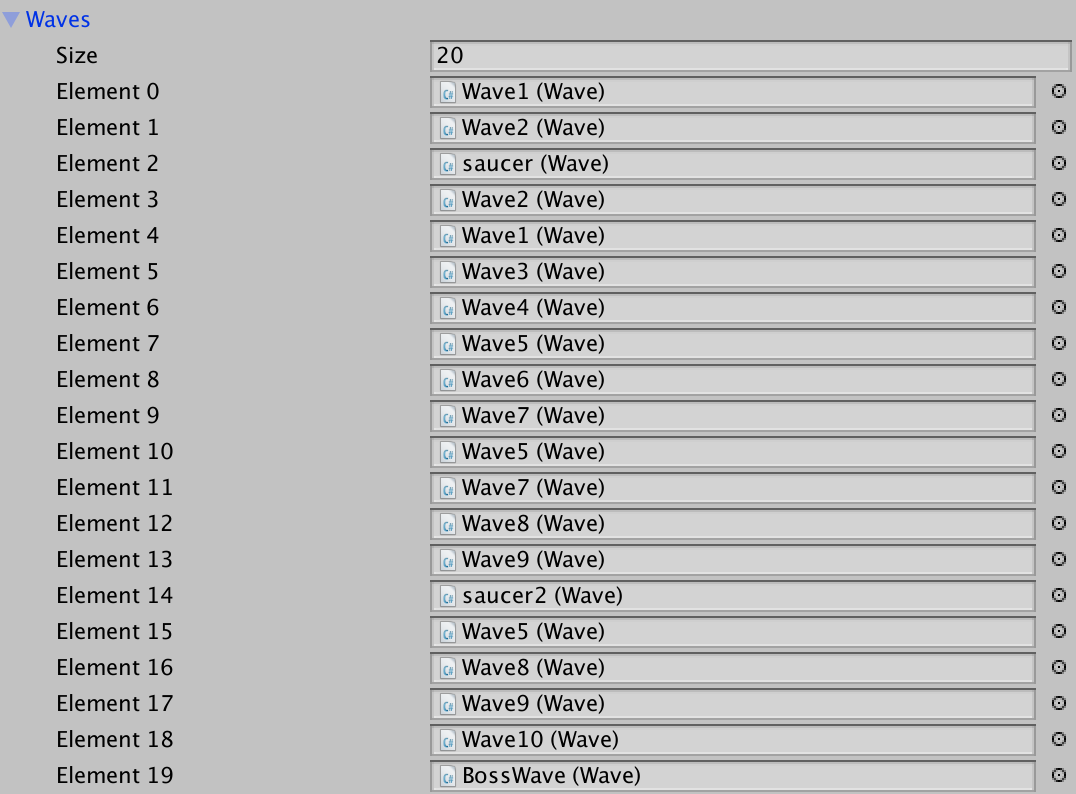 Waves
Size 20
Element 0 C# Wave1 (Wave)
Element 1 C# Wave2 (Wave)
Element 2 C# saucer (Wave)
Element 3 C# Wave2 (Wave)
Element 4 C# Wave1 (Wave)
Element 5 C# Wave3 (Wave)
Element 6 C# Wave4 (Wave)
Element 7 C# Wave5 (Wave)
Element 8 C# Wave6 (Wave)
Element 9 C# Wave7 (Wave)
Element 10 C# Wave5 (Wave)
Element 11 C# Wave7 (Wave)
Element 12 C# Wave8 (Wave)
Element 13 C# Wave9 (Wave)
Element 14 C# saucer2 (Wave)
Element 15 C# Wave5 (Wave)
Element 16 C# Wave8 (Wave)
Element 17 C# Wave9 (Wave)
Element 18 C# Wave10 (Wave)
Element 19 C# BossWave (Wave)